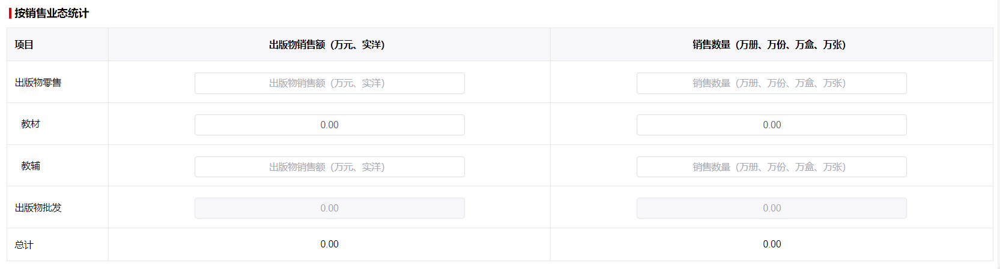 按销售业态统计
项目 出版物销售额（万元、实洋） 销售数量（万册、万份、万盒、万张）
出版物零售 出版物销售额（万元、实洋） 销售数量（万册、万份、万盒、万张）
教材 0.00 0.00
教辅 出版物销售额（万元、实洋） 销售数量（万册、万份、万盒、万张）
出版物批发 0.00 0.00
总计 0.00 0.00